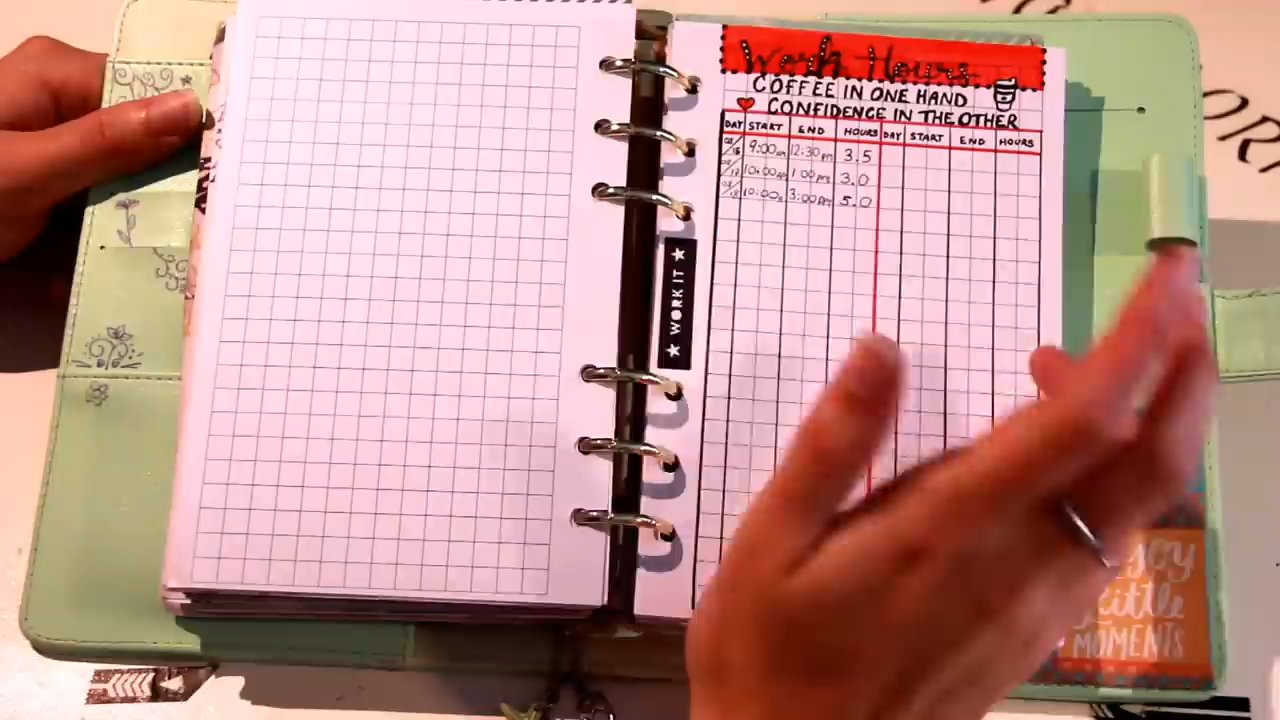 Work Hours
COFFEE IN ONE HAND
CONFIDENCE IN THE OTHER
DAY START END HOURS DAY START END HOURS
9:00am 12:30pm 3.5
10:00am 1:00pm 3.0
10:00a 3:00pm 5.0
★ WORK IT ★
Little
MOMENTS